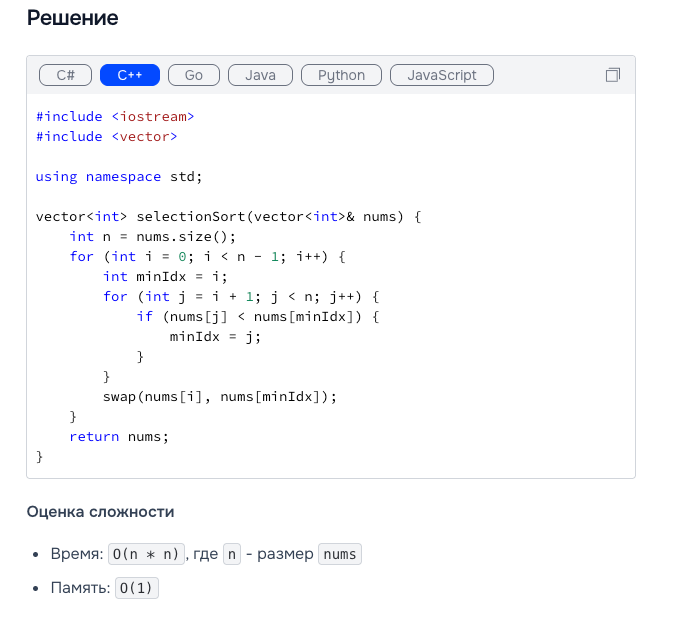 Решение
C# C++ Go Java Python JavaScript
#include <iostream>
#include <vector>
using namespace std;
vector<int> selectionSort(vector<int>& nums) {
    int n = nums.size();
    for (int i = 0; i < n - 1; i++) {
        int minIdx = i;
        for (int j = i + 1; j < n; j++) {
            if (nums[j] < nums[minIdx]) {
                minIdx = j;
            }
        }
        swap(nums[i], nums[minIdx]);
    }
    return nums;
}
Оценка сложности
• Время: O(n * n), где n - размер nums
• Память: O(1)